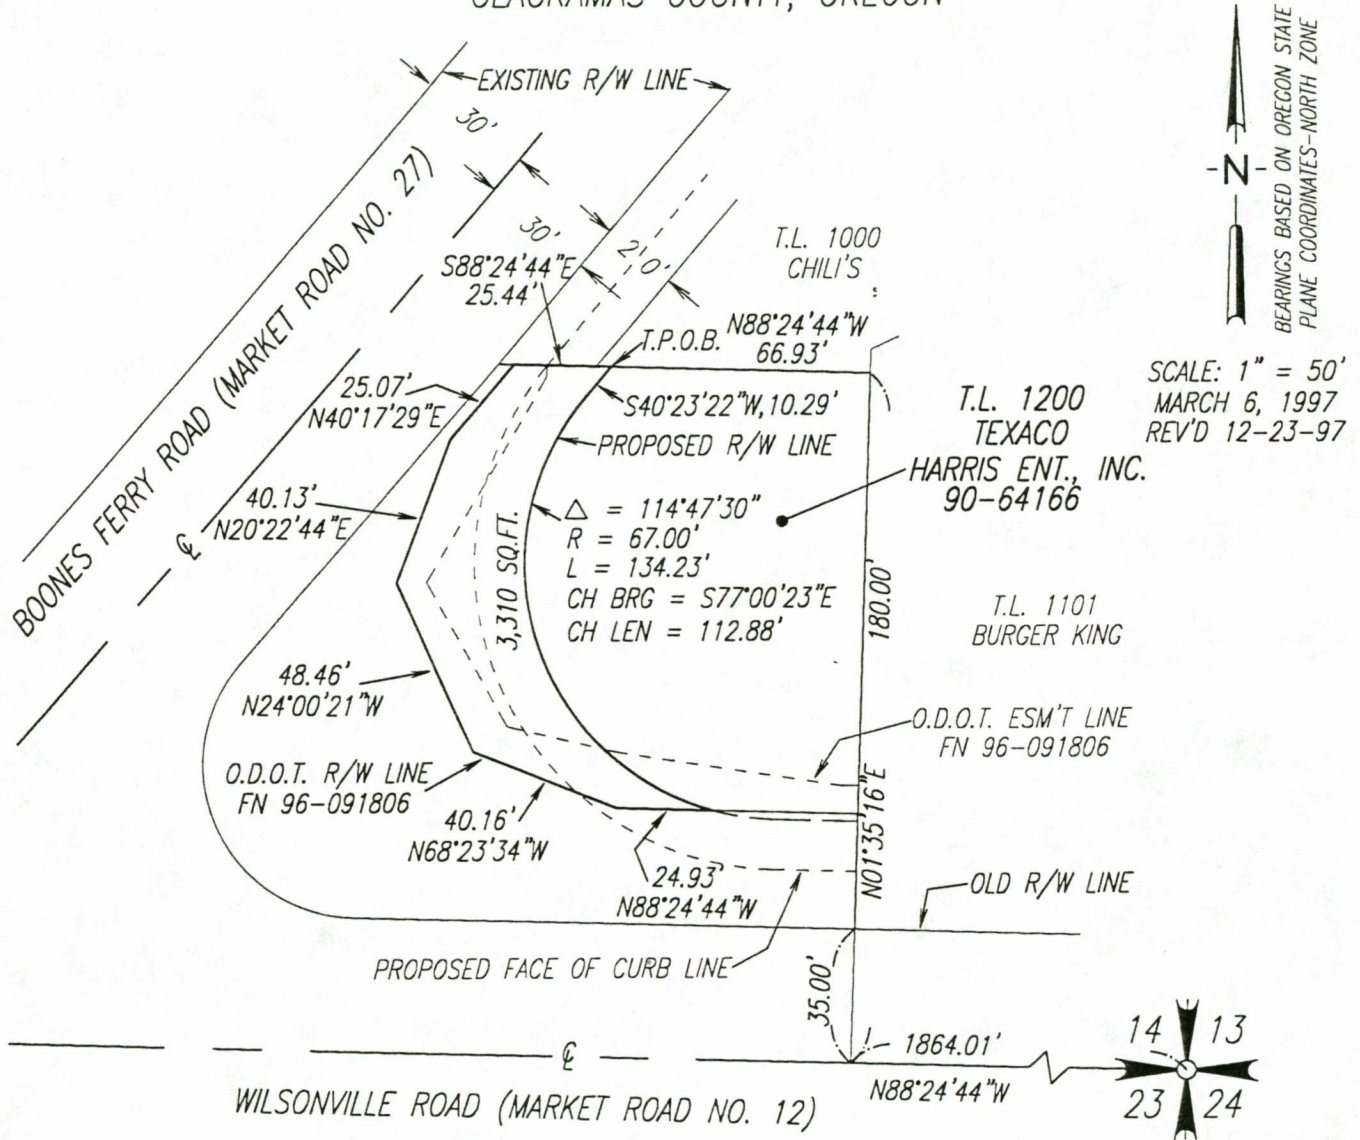 CLACKAMAS COUNTY, OREGON
EXISTING R/W LINE
30'
30'
20'
BOONES FERRY ROAD (MARKET ROAD NO. 27)
BEARINGS BASED ON OREGON STATE
PLANE COORDINATES-NORTH ZONE
N
SCALE: 1" = 50'
MARCH 6, 1997
REV'D 12-23-97
T.L. 1000
CHILI'S
S88°24'44"E
25.44'
T.P.O.B.
N88°24'44"W
66.93'
25.07'
N40°17'29"E
S40°23'22"W,10.29'
PROPOSED R/W LINE
T.L. 1200
TEXACO
HARRIS ENT., INC.
90-64166
40.13'
N20°22'44"E
℄
3,310 SQ.FT.
△ = 114°47'30"
R = 67.00'
L = 134.23'
CH BRG = S77°00'23"E
CH LEN = 112.88'
180.00'
N01°35'16"E
T.L. 1101
BURGER KING
48.46'
N24°00'21"W
O.D.O.T. ESM'T LINE
FN 96-091806
O.D.O.T. R/W LINE
FN 96-091806
40.16'
N68°23'34"W
24.93'
N88°24'44"W
OLD R/W LINE
PROPOSED FACE OF CURB LINE
35.00'
℄
1864.01'
N88°24'44"W
14 13
23 24
WILSONVILLE ROAD (MARKET ROAD NO. 12)